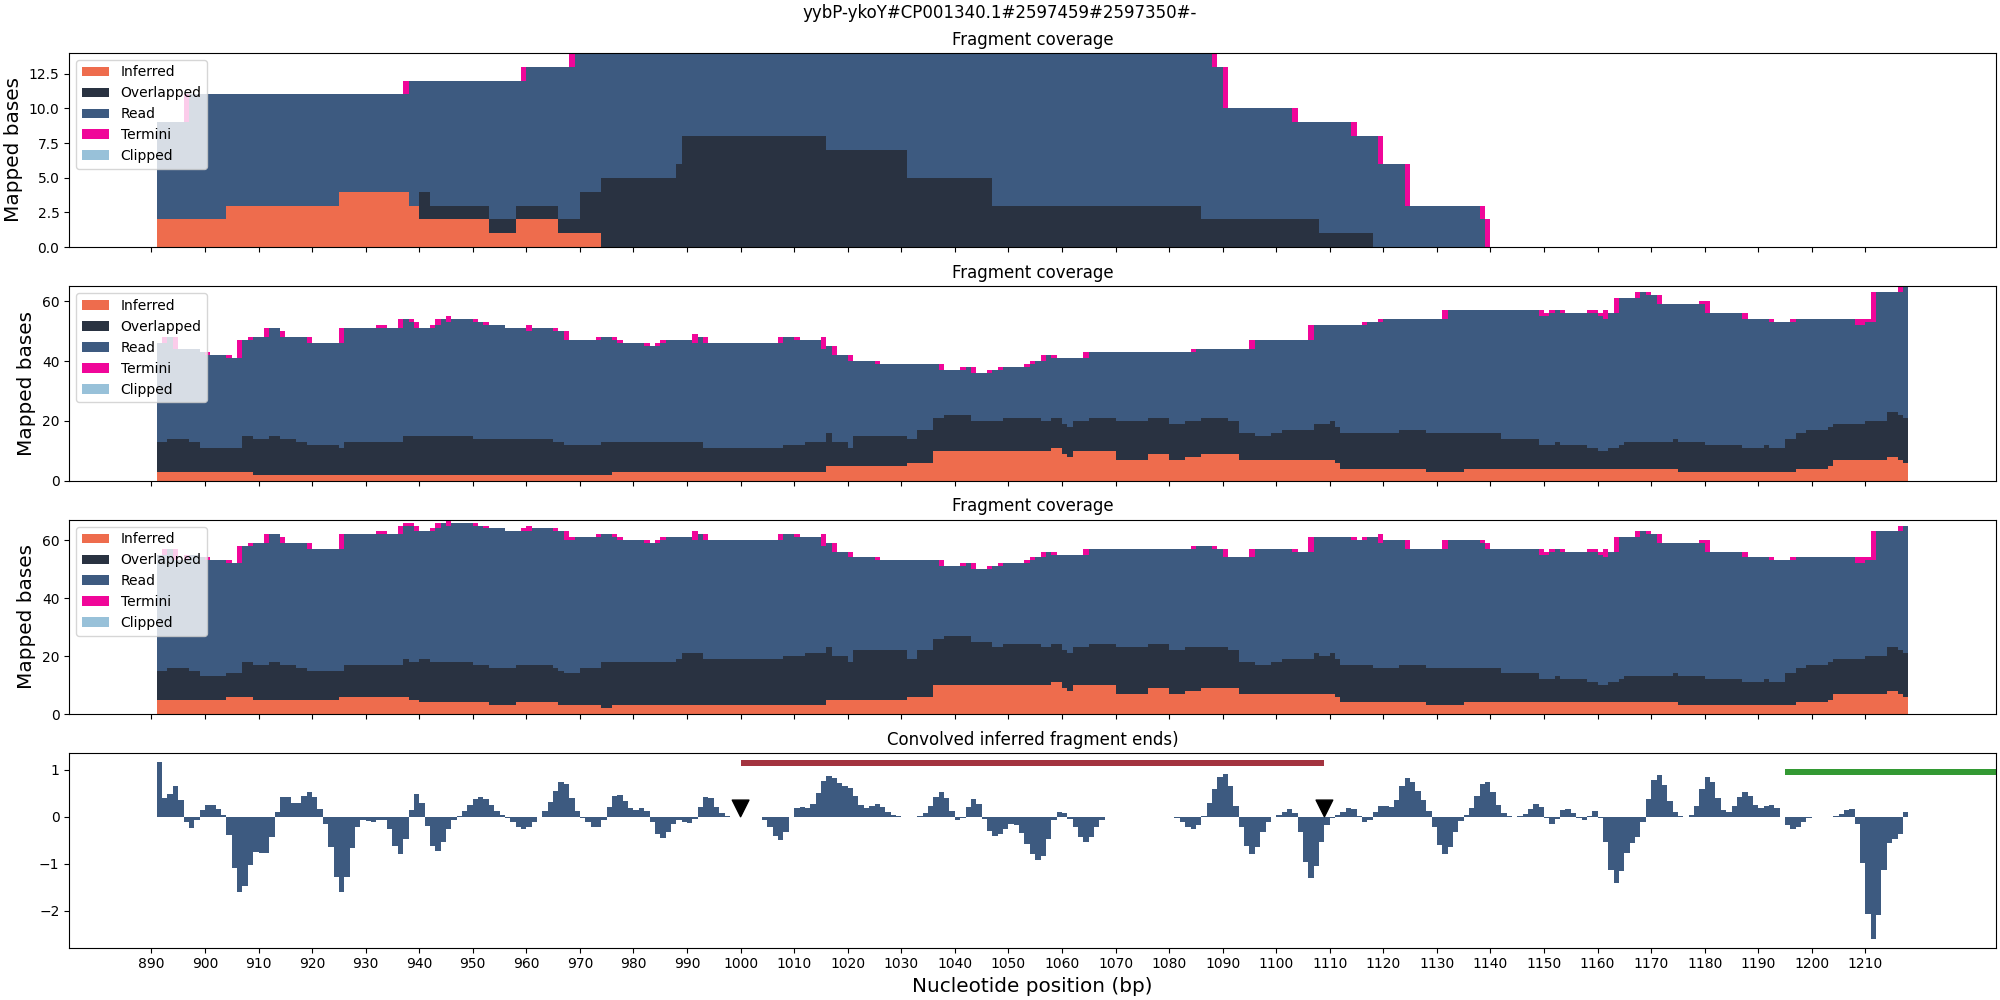 yybP-ykoY#CP001340.1#2597459#2597350#-
Fragment coverage
Mapped bases
12.5
10.0
7.5
5.0
2.5
0.0
Inferred
Overlapped
Read
Termini
Clipped
Fragment coverage
Mapped bases
60
40
20
0
Inferred
Overlapped
Read
Termini
Clipped
Fragment coverage
Mapped bases
60
40
20
0
Inferred
Overlapped
Read
Termini
Clipped
Convolved inferred fragment ends)
1
0
−1
−2
890 900 910 920 930 940 950 960 970 980 990 1000 1010 1020 1030 1040 1050 1060 1070 1080 1090 1100 1110 1120 1130 1140 1150 1160 1170 1180 1190 1200 1210
Nucleotide position (bp)